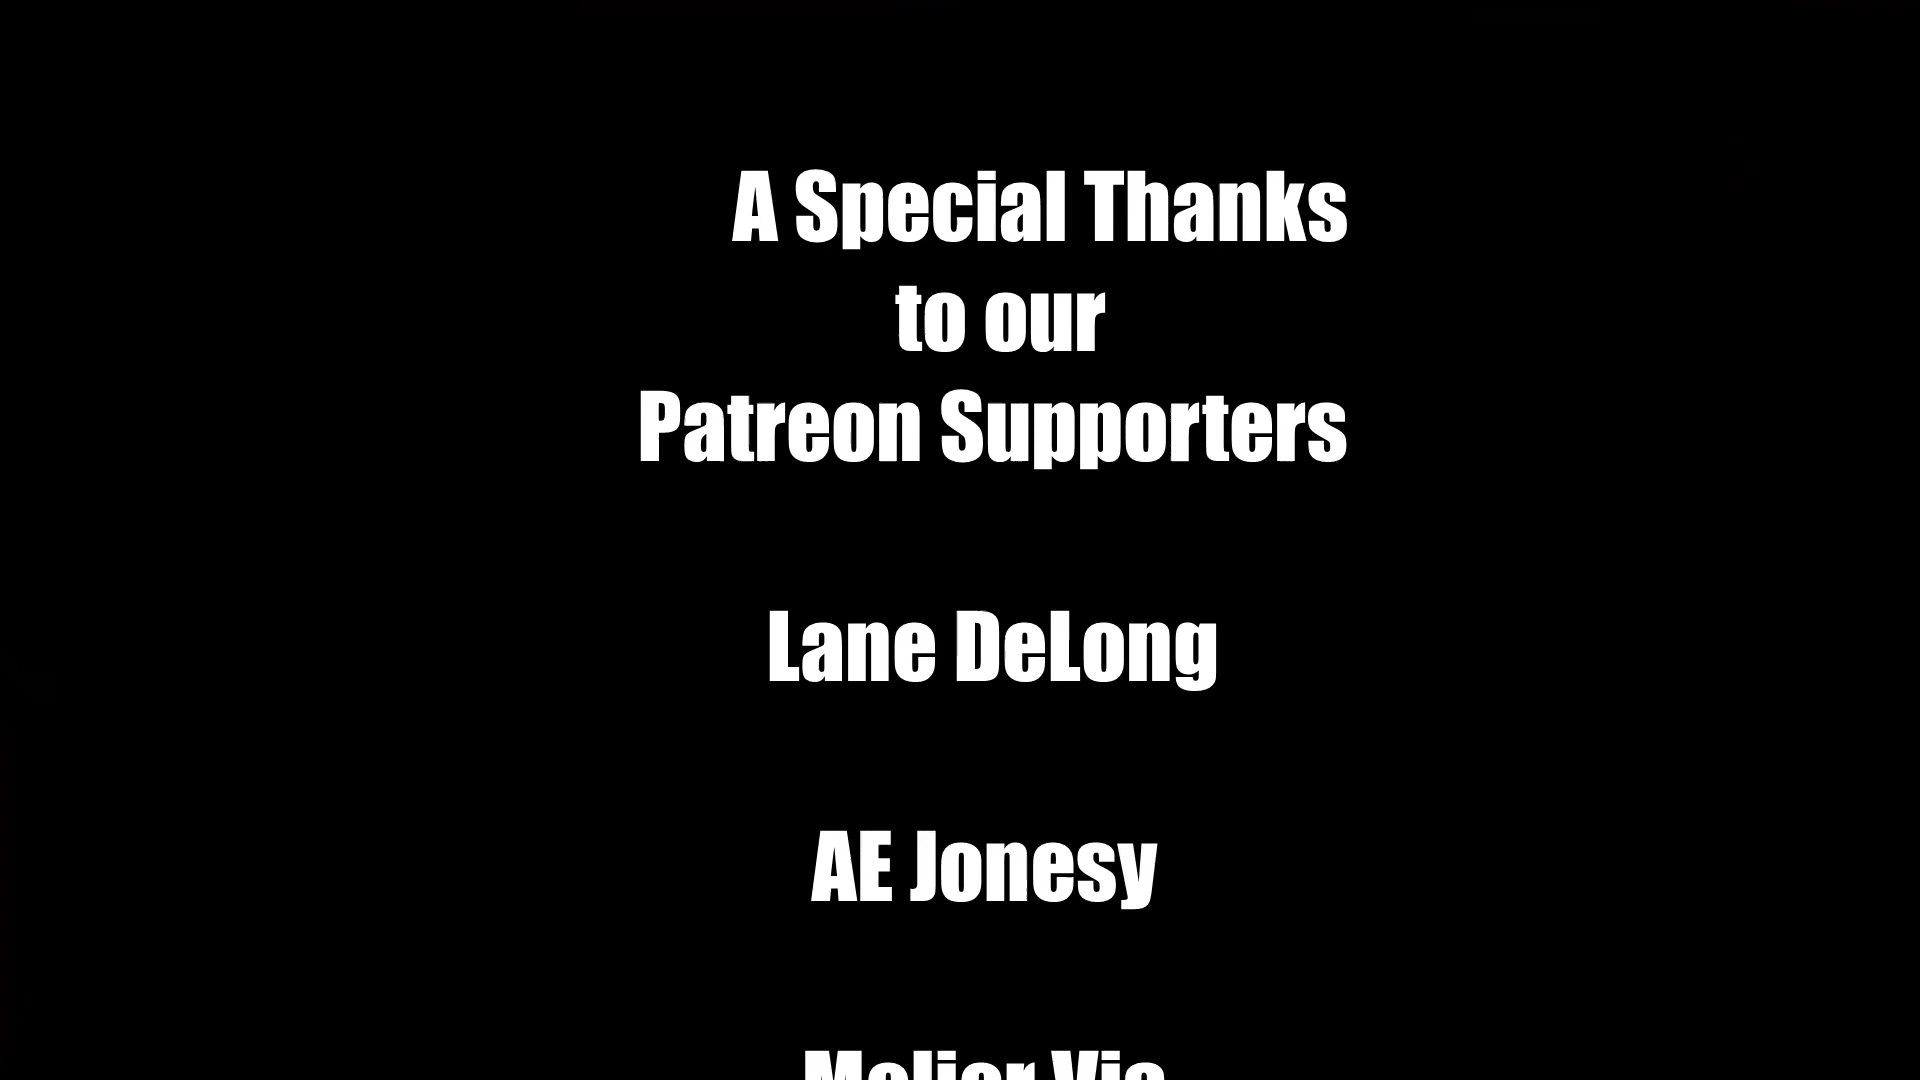 A Special Thanks
to our
Patreon Supporters
Lane DeLong
AE Jonesy